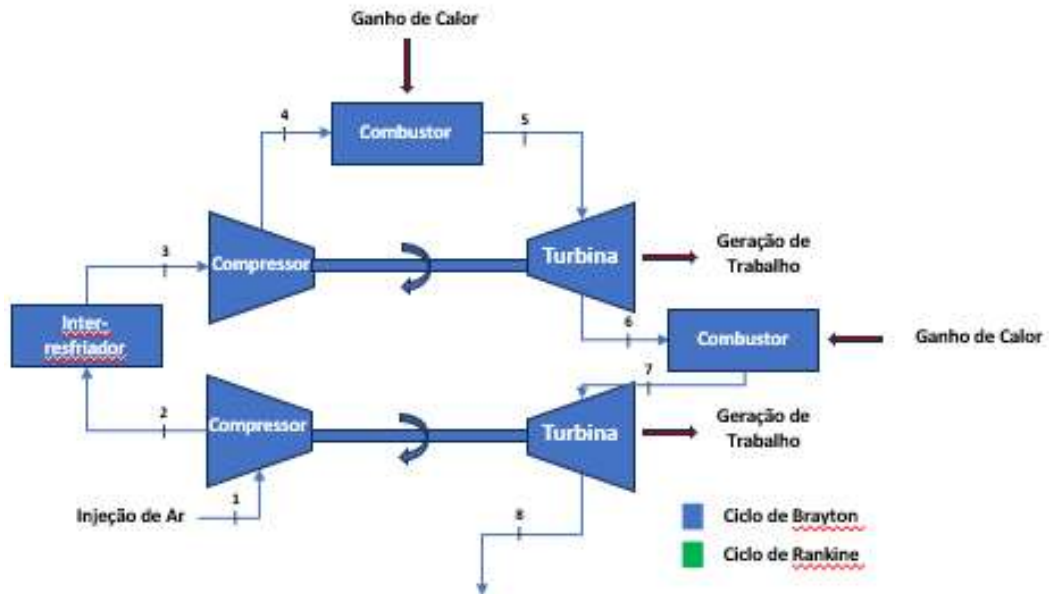 Ganho de Calor
4
Combustor
5
3
Compressor
Turbina
Geração de
Trabalho
Inter-
resfriador
6
Combustor
Ganho de Calor
7
2
Compressor
Turbina
Geração de
Trabalho
Injeção de Ar
1
8
Ciclo de Brayton
Ciclo de Rankine